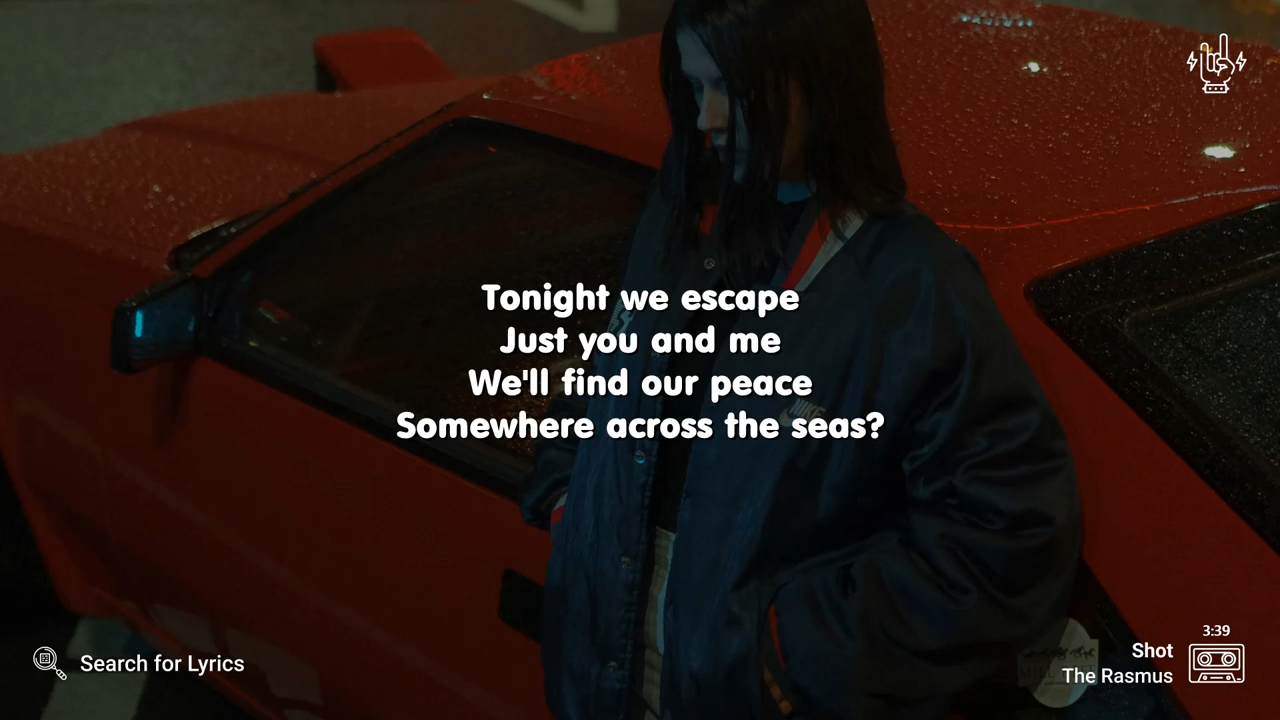 Tonight we escape
Just you and me
We'll find our peace
Somewhere across the seas?
NIKE
Search for Lyrics
3:39
Shot
The Rasmus